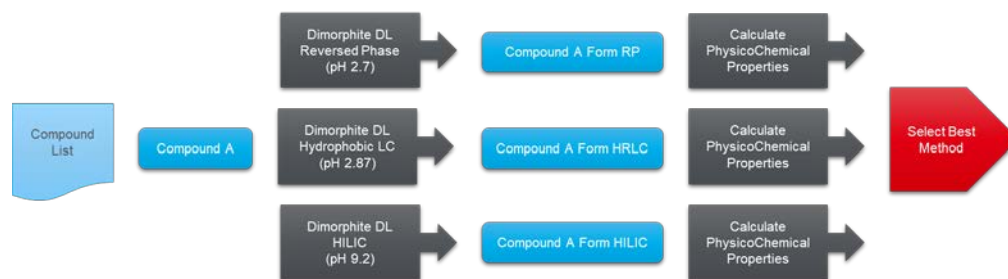 Compound
List
Compound A
Dimorphite DL
Reversed Phase
(pH 2.7)
Compound A Form RP
Calculate
PhysicoChemical
Properties
Dimorphite DL
Hydrophobic LC
(pH 2.87)
Compound A Form HRLC
Calculate
PhysicoChemical
Properties
Dimorphite DL
HILIC
(pH 9.2)
Compound A Form HILIC
Calculate
PhysicoChemical
Properties
Select Best
Method